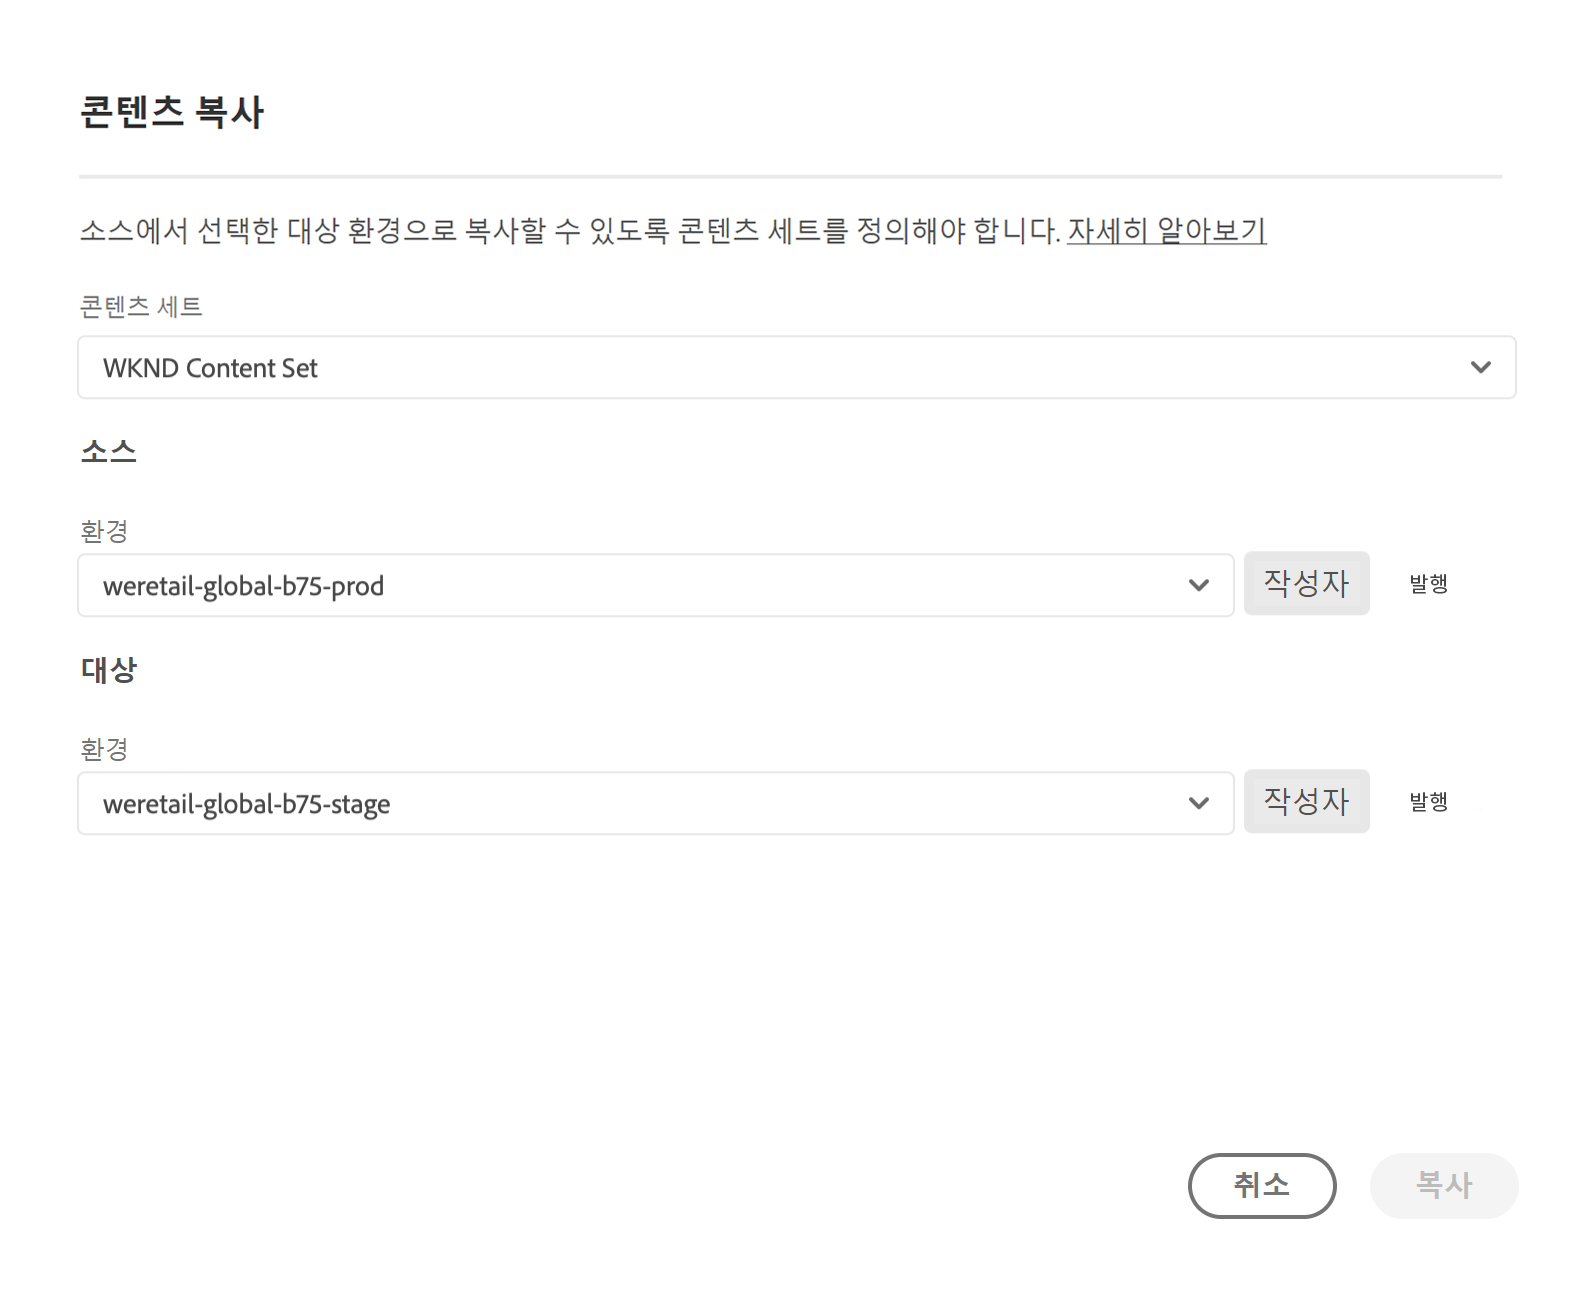 콘텐츠 복사
소스에서 선택한 대상 환경으로 복사할 수 있도록 콘텐츠 세트를 정의해야 합니다. 자세히 알아보기
콘텐츠 세트
WKND Content Set
소스
환경
weretail-global-b75-prod 작성자 발행
대상
환경
weretail-global-b75-stage 작성자 발행
취소 복사